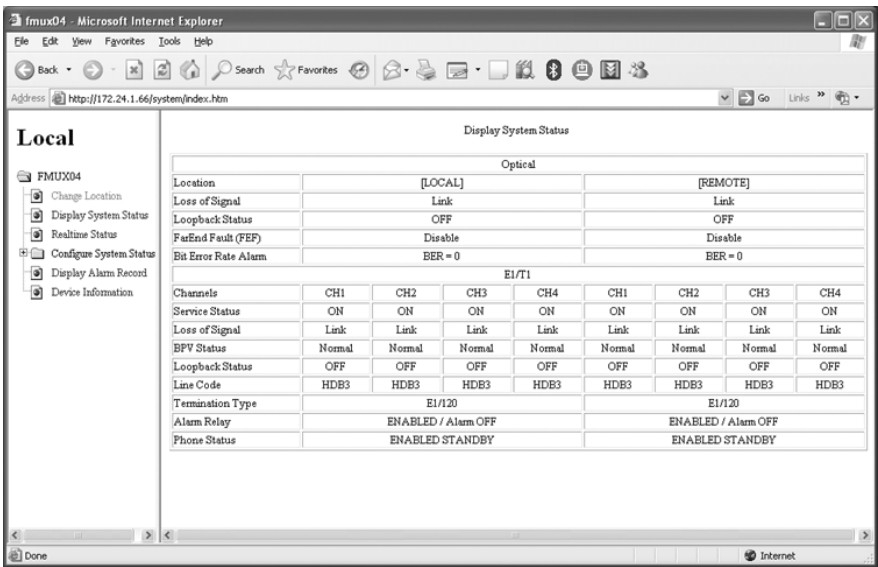 fmux04 - Microsoft Internet Explorer
File Edit View Favorites Tools Help
Back Search Favorites
Address http://172.24.1.66/system/index.htm Go Links »
Local
FMUX04
Change Location
Display System Status
Realtime Status
Configure System Status
Display Alarm Record
Device Information
Display System Status
Optical
Location [LOCAL] [REMOTE]
Loss of Signal Link Link
Loopback Status OFF OFF
FarEnd Fault (FEF) Disable Disable
Bit Error Rate Alarm BER = 0 BER = 0
E1/T1
Channels CH1 CH2 CH3 CH4 CH1 CH2 CH3 CH4
Service Status ON ON ON ON ON ON ON ON
Loss of Signal Link Link Link Link Link Link Link Link
BPV Status Normal Normal Normal Normal Normal Normal Normal Normal
Loopback Status OFF OFF OFF OFF OFF OFF OFF OFF
Line Code HDB3 HDB3 HDB3 HDB3 HDB3 HDB3 HDB3 HDB3
Termination Type E1/120 E1/120
Alarm Relay ENABLED / Alarm OFF ENABLED / Alarm OFF
Phone Status ENABLED STANDBY ENABLED STANDBY
Done Internet